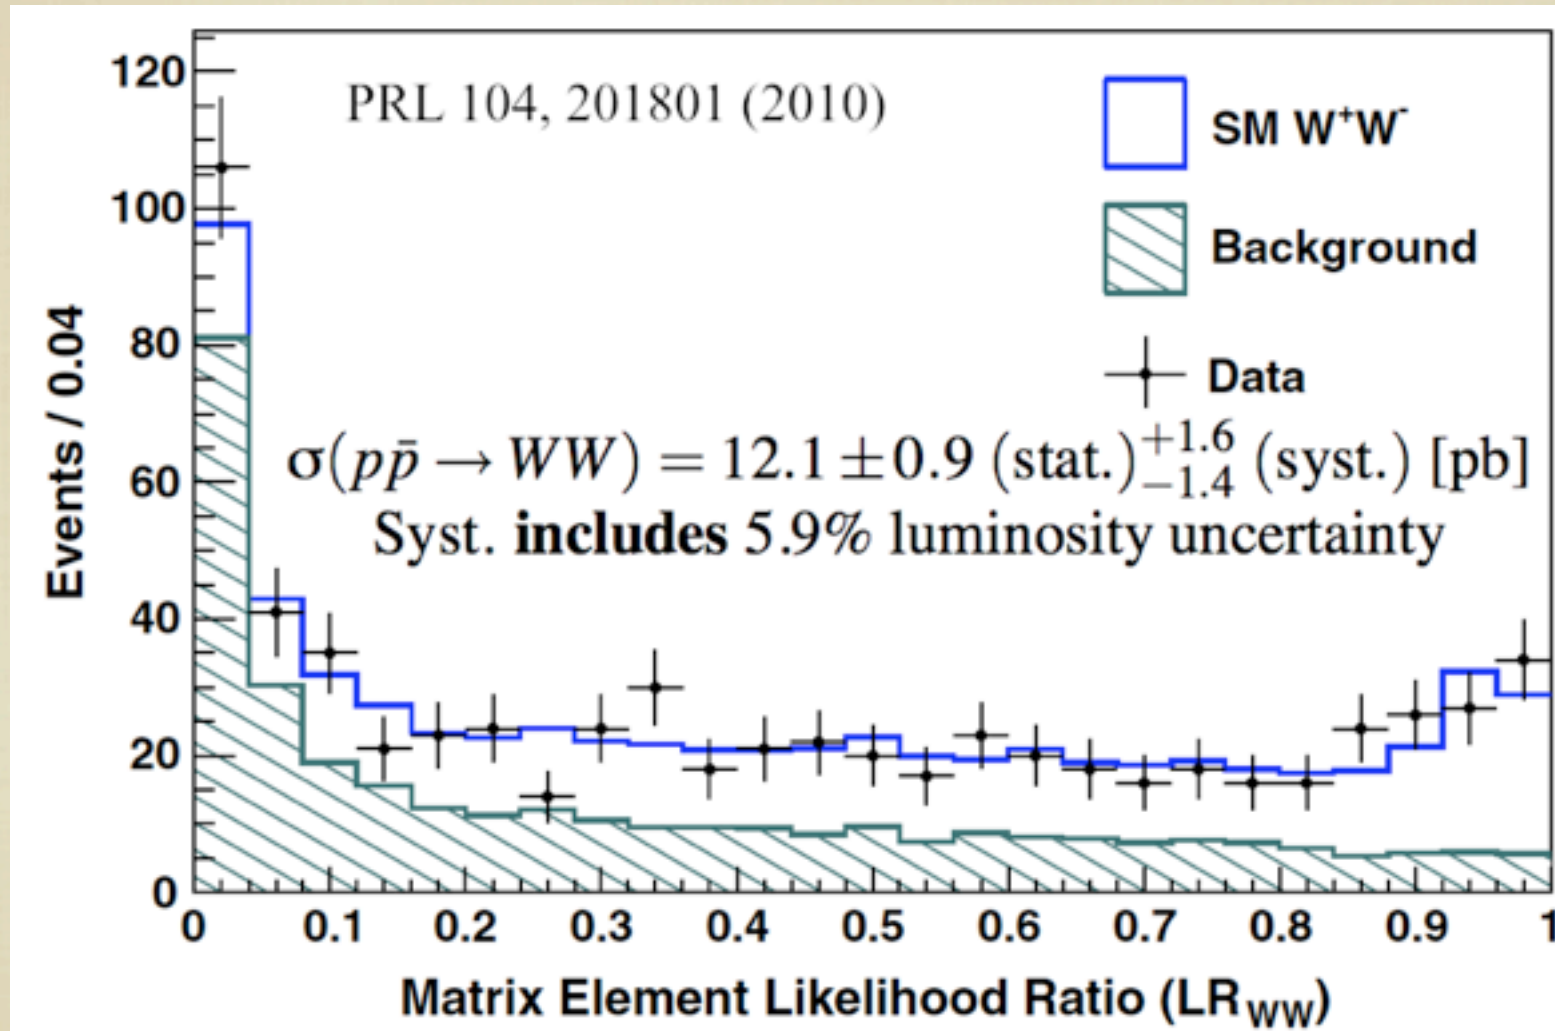 PRL 104, 201801 (2010)
SM W⁺W⁻
Background
Data
σ(pp̄ → WW) = 12.1 ± 0.9 (stat.)⁺¹·⁶₋₁.₄ (syst.) [pb]
Syst. includes 5.9% luminosity uncertainty
Events / 0.04
120
100
80
60
40
20
0
0 0.1 0.2 0.3 0.4 0.5 0.6 0.7 0.8 0.9 1
Matrix Element Likelihood Ratio (LR_WW)